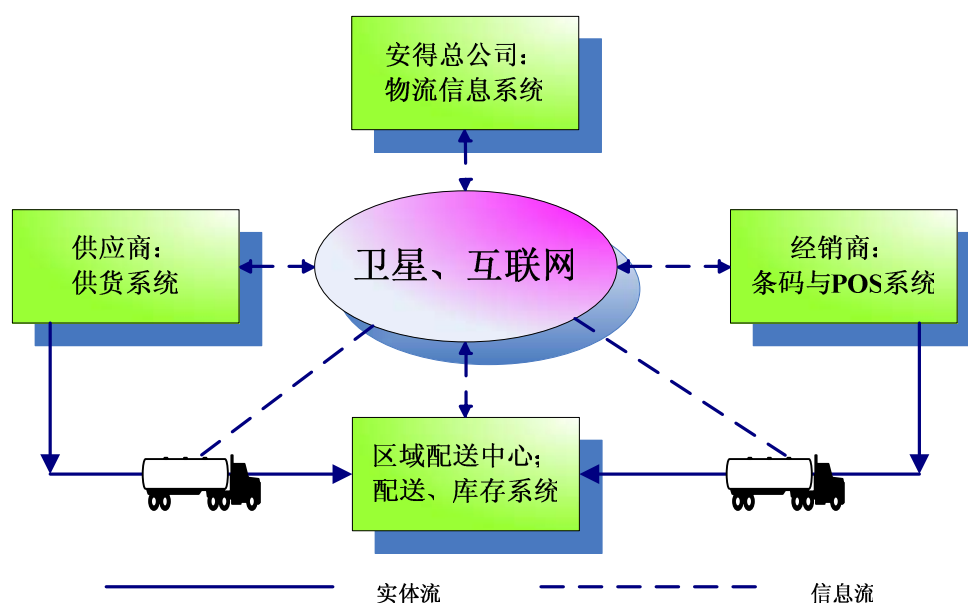 安得总公司：
物流信息系统
供应商：
供货系统
卫星、互联网
经销商：
条码与POS系统
区域配送中心；
配送、库存系统
实体流
信息流